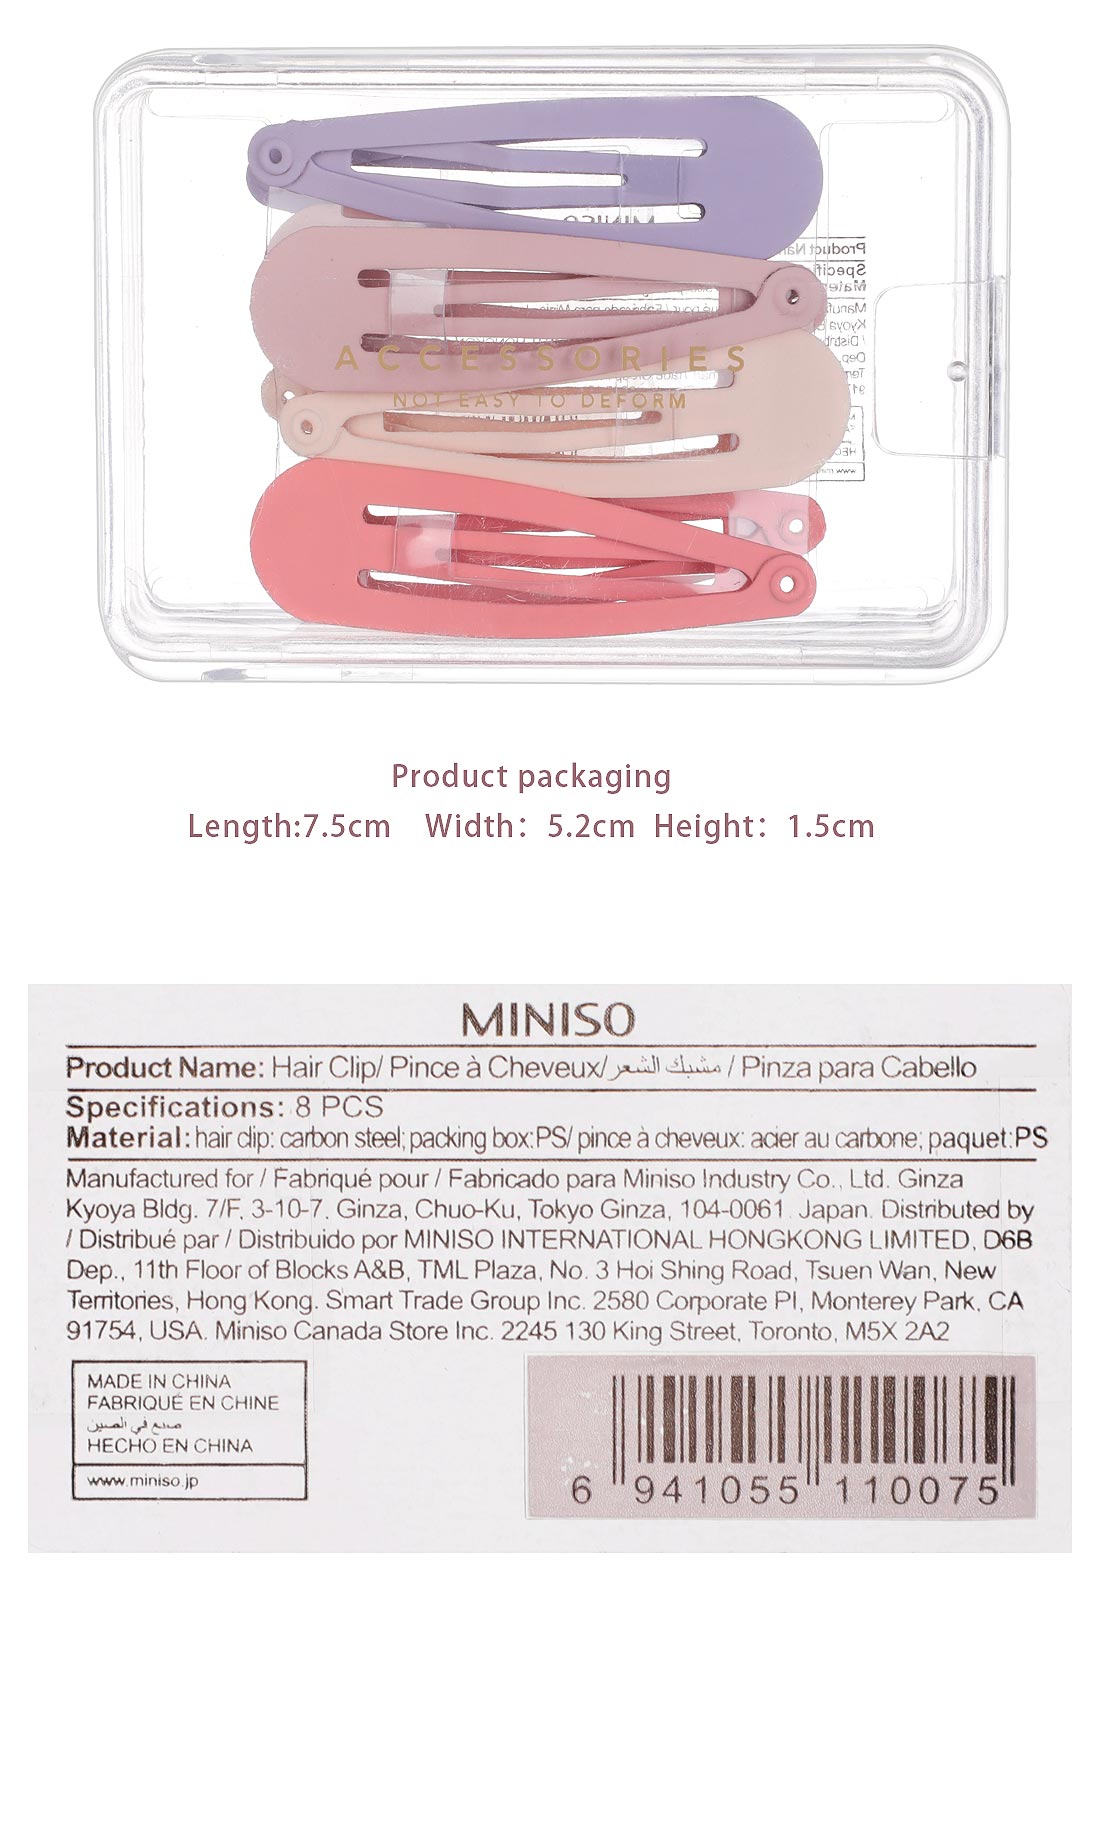 ACCESSORIES
NOT EASY TO DEFORM
Product packaging
Length:7.5cm Width: 5.2cm Height: 1.5cm
MINISO
Product Name: Hair Clip/ Pince à Cheveux/ مشبك الشعر / Pinza para Cabello
Specifications: 8 PCS
Material: hair clip: carbon steel; packing box:PS/ pince à cheveux: acier au carbone; paquet:PS
Manufactured for / Fabriqué pour / Fabricado para Miniso Industry Co., Ltd. Ginza
Kyoya Bldg. 7/F, 3-10-7, Ginza, Chuo-Ku, Tokyo Ginza, 104-0061. Japan. Distributed by
/ Distribué par / Distribuido por MINISO INTERNATIONAL HONGKONG LIMITED, D6B
Dep., 11th Floor of Blocks A&B, TML Plaza, No. 3 Hoi Shing Road, Tsuen Wan, New
Territories, Hong Kong. Smart Trade Group Inc. 2580 Corporate Pl, Monterey Park, CA
91754, USA. Miniso Canada Store Inc. 2245 130 King Street, Toronto, M5X 2A2
MADE IN CHINA
FABRIQUÉ EN CHINE
صنع في الصين
HECHO EN CHINA
www.miniso.jp
6 941055 110075